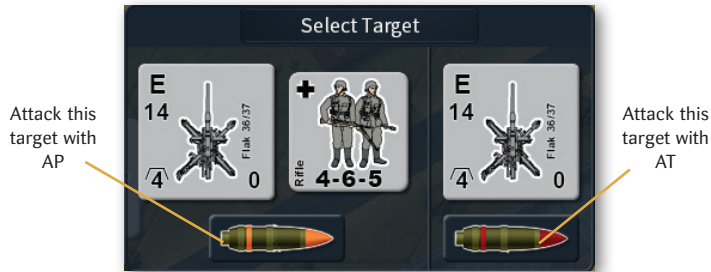 Select Target
Attack this
target with
AP
E
14
Flak 36/37
4
0
Rifle
4-6-5
E
14
Flak 36/37
4
0
Attack this
target with
AT